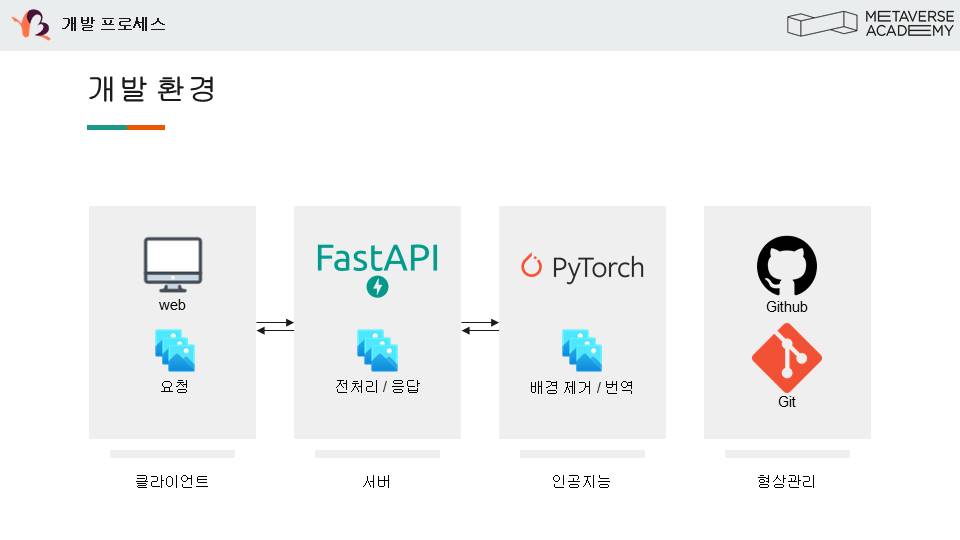 개발 프로세스
METAVERSE
ACADEMY
개발 환경
web
요청
클라이언트
FastAPI
전처리 / 응답
서버
PyTorch
배경 제거 / 번역
인공지능
Github
Git
형상관리